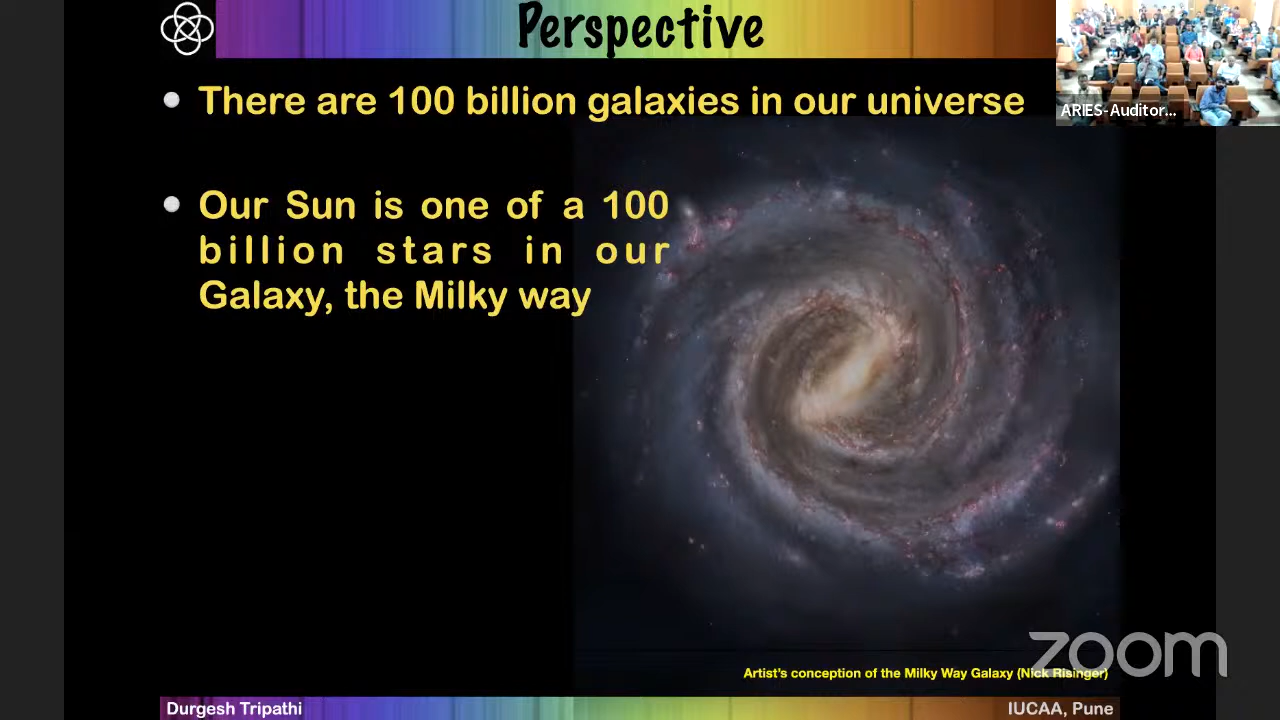 Perspective
There are 100 billion galaxies in our universe
ARIES-Auditor...
Our Sun is one of a 100
billion stars in our
Galaxy, the Milky way
zoom
Artist's conception of the Milky Way Galaxy (Nick Risinger)
Durgesh Tripathi
IUCAA, Pune